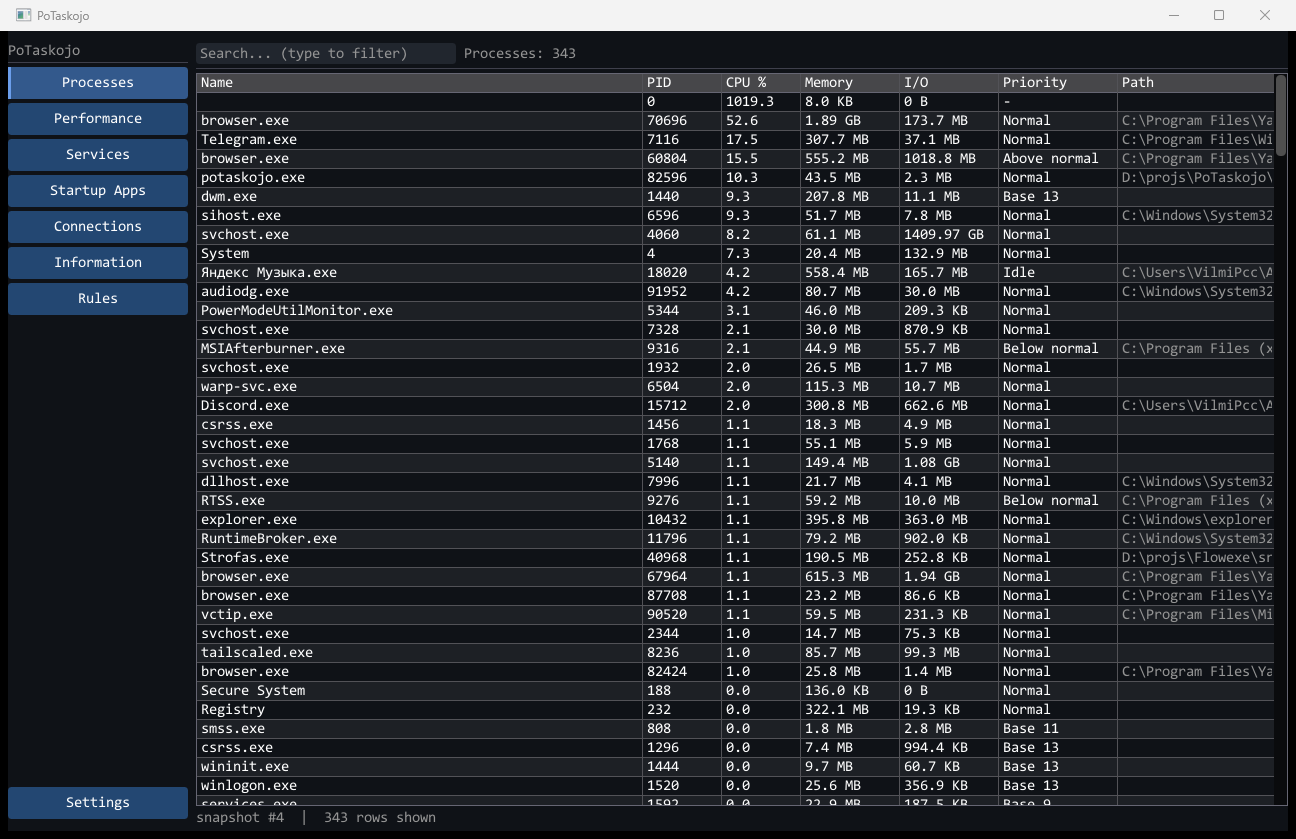 PoTaskojo
PoTaskojo
Search... (type to filter) Processes: 343
Processes
Performance
Services
Startup Apps
Connections
Information
Rules
Settings
Name PID CPU % Memory I/O Priority Path
0 1019.3 8.0 KB 0 B -
browser.exe 70696 52.6 1.89 GB 173.7 MB Normal C:\Program Files\Ya
Telegram.exe 7116 17.5 307.7 MB 37.1 MB Normal C:\Program Files\Wi
browser.exe 60804 15.5 555.2 MB 1018.8 MB Above normal C:\Program Files\Ya
potaskojo.exe 82596 10.3 43.5 MB 2.3 MB Normal D:\projs\PoTaskojo\
dwm.exe 1440 9.3 207.8 MB 11.1 MB Base 13
sihost.exe 6596 9.3 51.7 MB 7.8 MB Normal C:\Windows\System32
svchost.exe 4060 8.2 61.1 MB 1409.97 GB Normal
System 4 7.3 20.4 MB 132.9 MB Normal
Яндекс Музыка.exe 18020 4.2 558.4 MB 165.7 MB Idle C:\Users\VilmiPcc\A
audiodg.exe 91952 4.2 80.7 MB 30.0 MB Normal C:\Windows\System32
PowerModeUtilMonitor.exe 5344 3.1 46.0 MB 209.3 KB Normal
svchost.exe 7328 2.1 30.0 MB 870.9 KB Normal
MSIAfterburner.exe 9316 2.1 44.9 MB 55.7 MB Below normal C:\Program Files (x
svchost.exe 1932 2.0 26.5 MB 1.7 MB Normal
warp-svc.exe 6504 2.0 115.3 MB 10.7 MB Normal
Discord.exe 15712 2.0 300.8 MB 662.6 MB Normal C:\Users\VilmiPcc\A
csrss.exe 1456 1.1 18.3 MB 4.9 MB Normal
svchost.exe 1768 1.1 55.1 MB 5.9 MB Normal
svchost.exe 5140 1.1 149.4 MB 1.08 GB Normal
dllhost.exe 7996 1.1 21.7 MB 4.1 MB Normal C:\Windows\System32
RTSS.exe 9276 1.1 59.2 MB 10.0 MB Below normal C:\Program Files (x
explorer.exe 10432 1.1 395.8 MB 363.0 MB Normal C:\Windows\explorer
RuntimeBroker.exe 11796 1.1 79.2 MB 902.0 KB Normal C:\Windows\System32
Strofas.exe 40968 1.1 190.5 MB 252.8 KB Normal D:\projs\Flowexe\sr
browser.exe 67964 1.1 615.3 MB 1.94 GB Normal C:\Program Files\Ya
browser.exe 87708 1.1 23.2 MB 86.6 KB Normal C:\Program Files\Ya
vctip.exe 90520 1.1 59.5 MB 231.3 KB Normal C:\Program Files\Mi
svchost.exe 2344 1.0 14.7 MB 75.3 KB Normal
tailscaled.exe 8236 1.0 85.7 MB 99.3 MB Normal
browser.exe 82424 1.0 25.8 MB 1.4 MB Normal C:\Program Files\Ya
Secure System 188 0.0 136.0 KB 0 B Normal
Registry 232 0.0 322.1 MB 19.3 KB Normal
smss.exe 808 0.0 1.8 MB 2.8 MB Base 11
csrss.exe 1296 0.0 7.4 MB 994.4 KB Base 13
wininit.exe 1444 0.0 9.7 MB 60.7 KB Base 13
winlogon.exe 1520 0.0 25.6 MB 356.9 KB Base 13
services.exe 1592 0.0 22.9 MB 187.5 KB Base 9
snapshot #4 | 343 rows shown